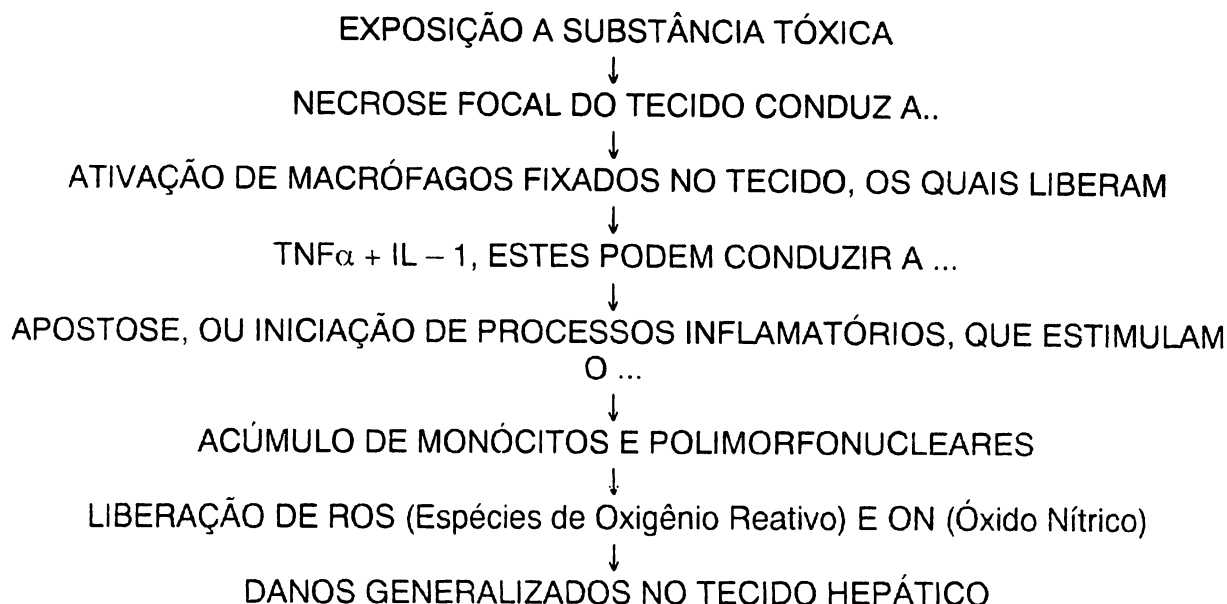 EXPOSIÇÃO A SUBSTÂNCIA TÓXICA
NECROSE FOCAL DO TECIDO CONDUZ A..
ATIVAÇÃO DE MACRÓFAGOS FIXADOS NO TECIDO, OS QUAIS LIBERAM
TNFα + IL – 1, ESTES PODEM CONDUZIR A ...
APOSTOSE, OU INICIAÇÃO DE PROCESSOS INFLAMATÓRIOS, QUE ESTIMULAM
O ...
ACÚMULO DE MONÓCITOS E POLIMORFONUCLEARES
LIBERAÇÃO DE ROS (Espécies de Oxigênio Reativo) E ON (Óxido Nítrico)
DANOS GENERALIZADOS NO TECIDO HEPÁTICO